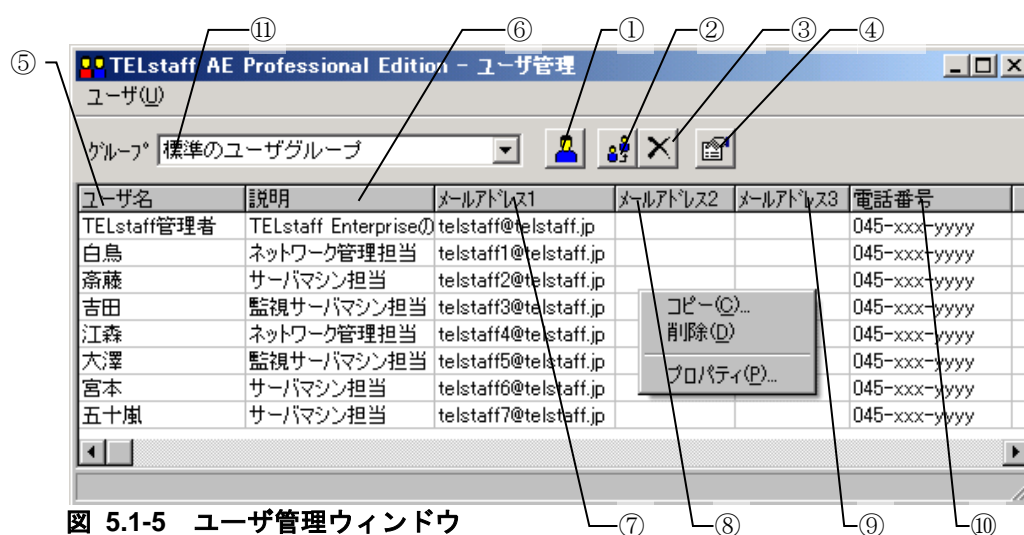 ⑪ ⑥ ① ② ③ ④
⑤
TELstaff AE Professional Edition - ユーザ管理
ユーザ(U)
グループ 標準のユーザグループ
ユーザ名 説明 メールアドレス1 メールアドレス2 メールアドレス3 電話番号
TELstaff管理者 TELstaff Enterpriseの telstaff@telstaff.jp 045-xxx-yyyy
白鳥 ネットワーク管理担当 telstaff1@telstaff.jp 045-xxx-yyyy
斎藤 サーバマシン担当 telstaff2@telstaff.jp 045-xxx-yyyy
吉田 監視サーバマシン担当 telstaff3@telstaff.jp 045-xxx-yyyy
江森 ネットワーク管理担当 telstaff4@telstaff.jp 045-xxx-yyyy
大澤 監視サーバマシン担当 telstaff5@telstaff.jp 045-xxx-yyyy
宮本 サーバマシン担当 telstaff6@telstaff.jp 045-xxx-yyyy
五十嵐 サーバマシン担当 telstaff7@telstaff.jp 045-xxx-yyyy
コピー(C)...
削除(D)
プロパティ(P)...
図 5.1-5 ユーザ管理ウィンドウ
⑦ ⑧ ⑨ ⑩